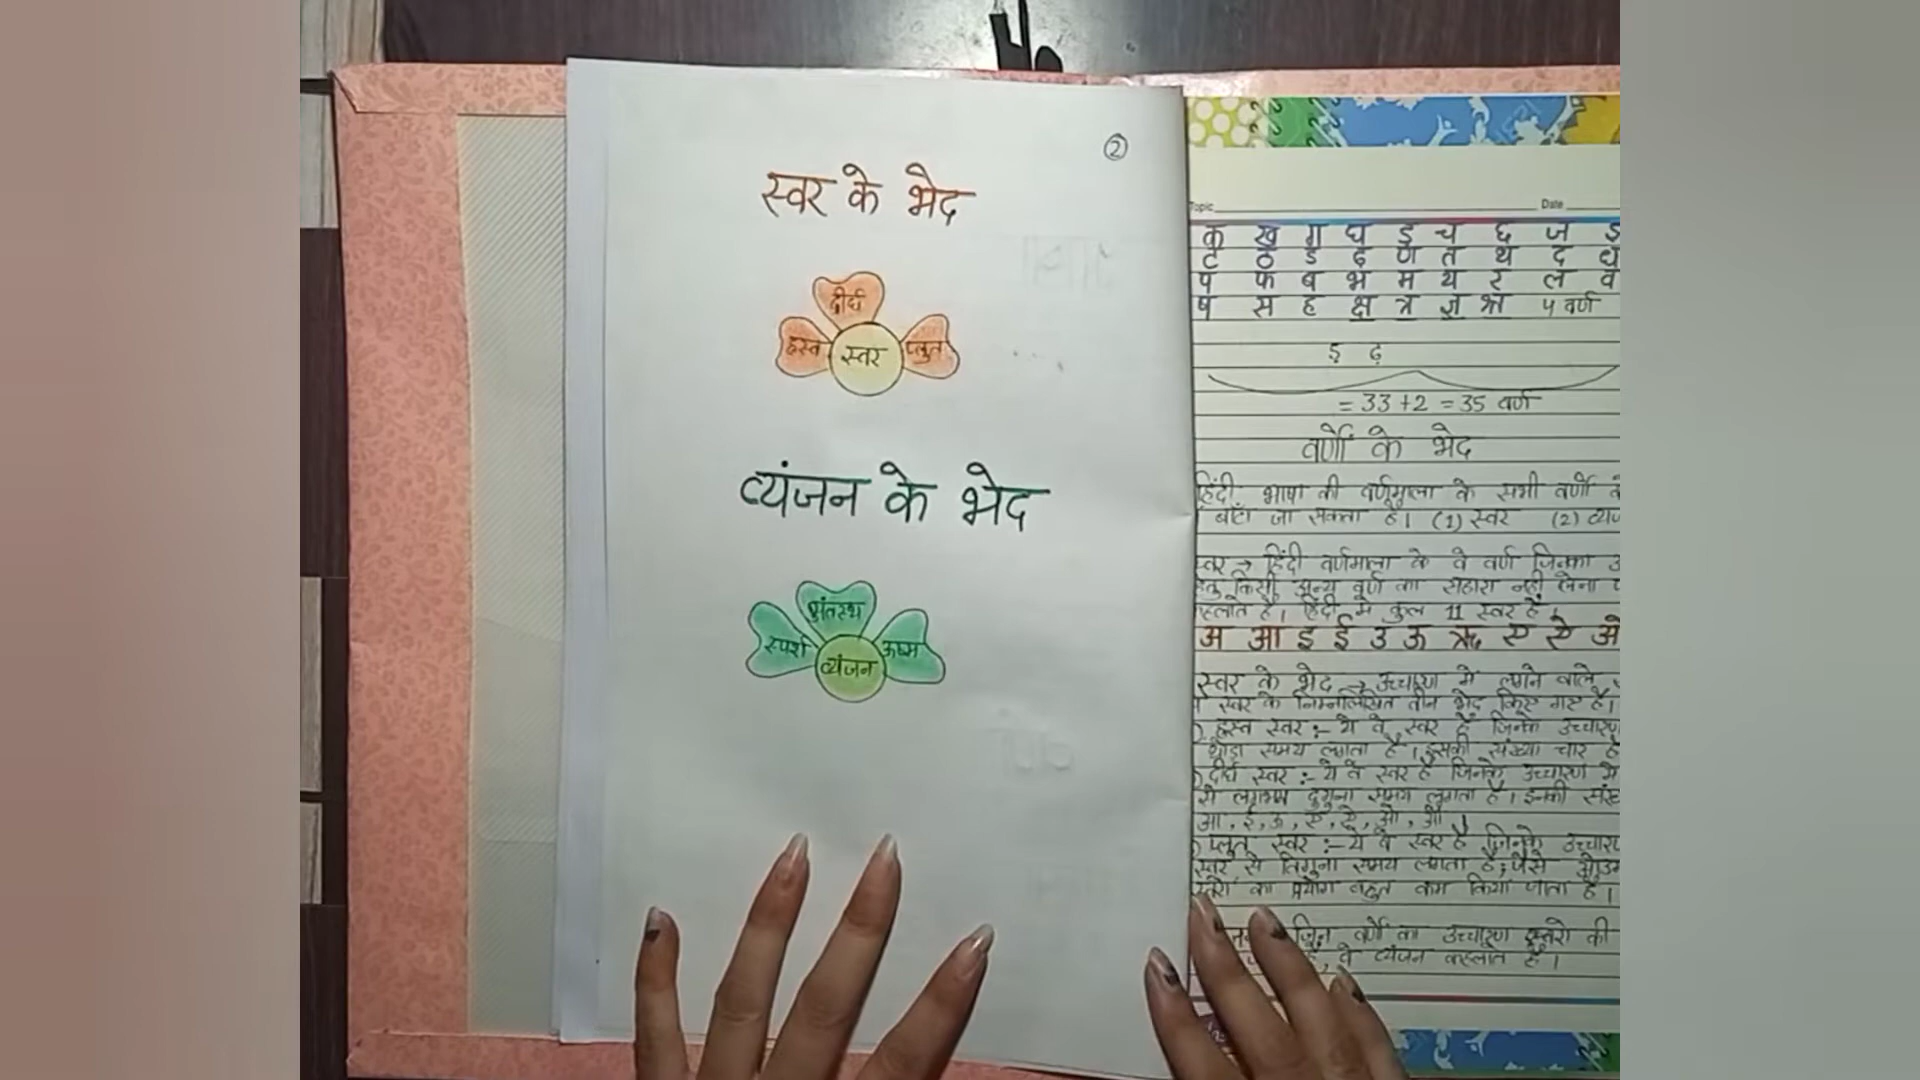 ②
स्वर के भेद
दीर्घ
ह्रस्व स्वर प्लुत
व्यंजन के भेद
अंतस्थ
स्पर्श व्यंजन ऊष्म
Topic Date
क ख ग घ ङ च छ ज
ट ठ ड ढ ण त थ द ध
प फ ब भ म य र ल व
ष स ह क्ष त्र ज्ञ श्र 4 वर्ण
ड़ ढ़
= 33 + 2 = 35 वर्ण
वर्णों के भेद
हिंदी भाषा की वर्णमाला के सभी वर्णों
बाँटा जा सकता है। (1) स्वर (2)
स्वर → हिंदी वर्णमाला के वे वर्ण जिनका
हेतु किसी अन्य वर्ण का सहारा नहीं लेना
कहलाते हैं। हिंदी में कुल 11 स्वर हैं।
अ आ इ ई उ ऊ ऋ ए ऐ ओ
स्वर के भेद → उच्चारण में लगने वाले
स्वर के निम्नलिखित तीन भेद किए गए हैं।
ह्रस्व स्वर :- ये वे स्वर हैं जिनके उच्चारण
थोड़ा समय लगता है। इसकी संख्या चार है
दीर्घ स्वर :- ये वे स्वर हैं जिनके उच्चारण में
से लगभग दुगुना समय लगता है। इनकी
आ, ई, ऊ, ए, ऐ, ओ, औ।
प्लुत स्वर :- ये वे स्वर हैं जिनके उच्चारण
स्वर से तिगुना समय लगता है; जैसे
स्वरों का प्रयोग बहुत कम किया जाता है।
जिन वर्णों का उच्चारण स्वरों की
वे व्यंजन कहलाते हैं।